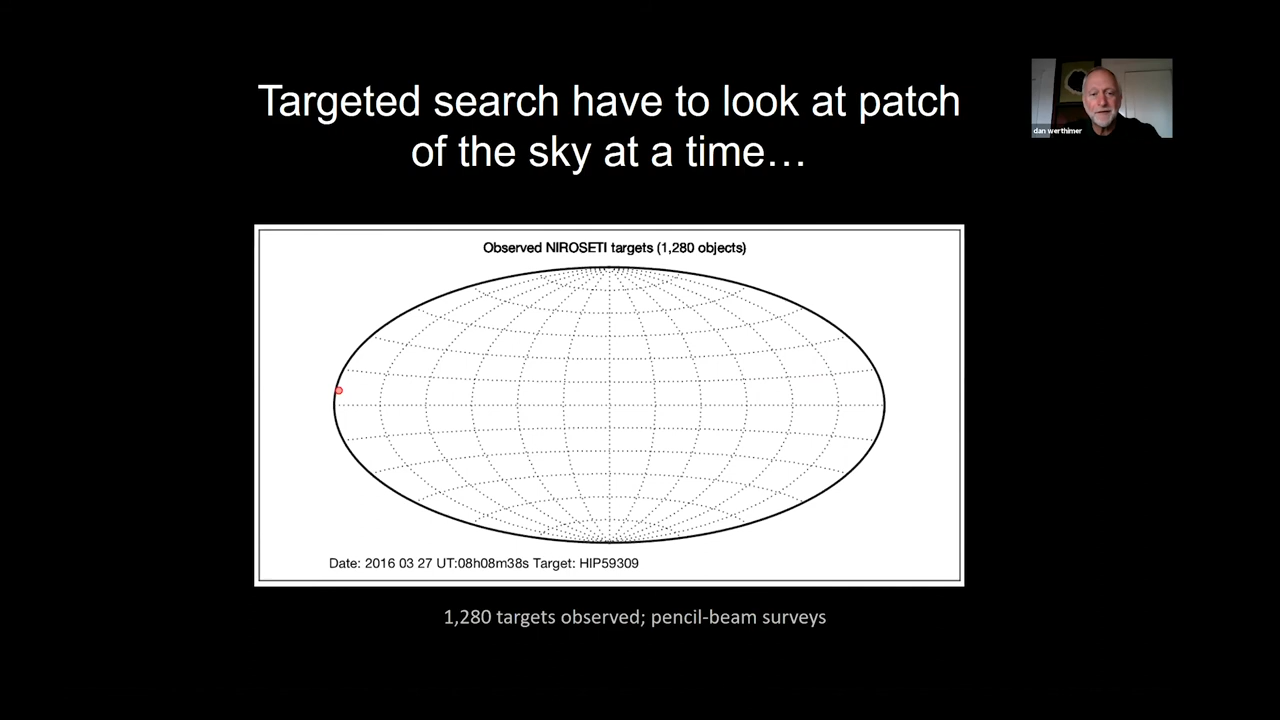 Targeted search have to look at patch
of the sky at a time…
dan werthimer
Observed NIROSETI targets (1,280 objects)
Date: 2016 03 27 UT:08h08m38s Target: HIP59309
1,280 targets observed; pencil-beam surveys